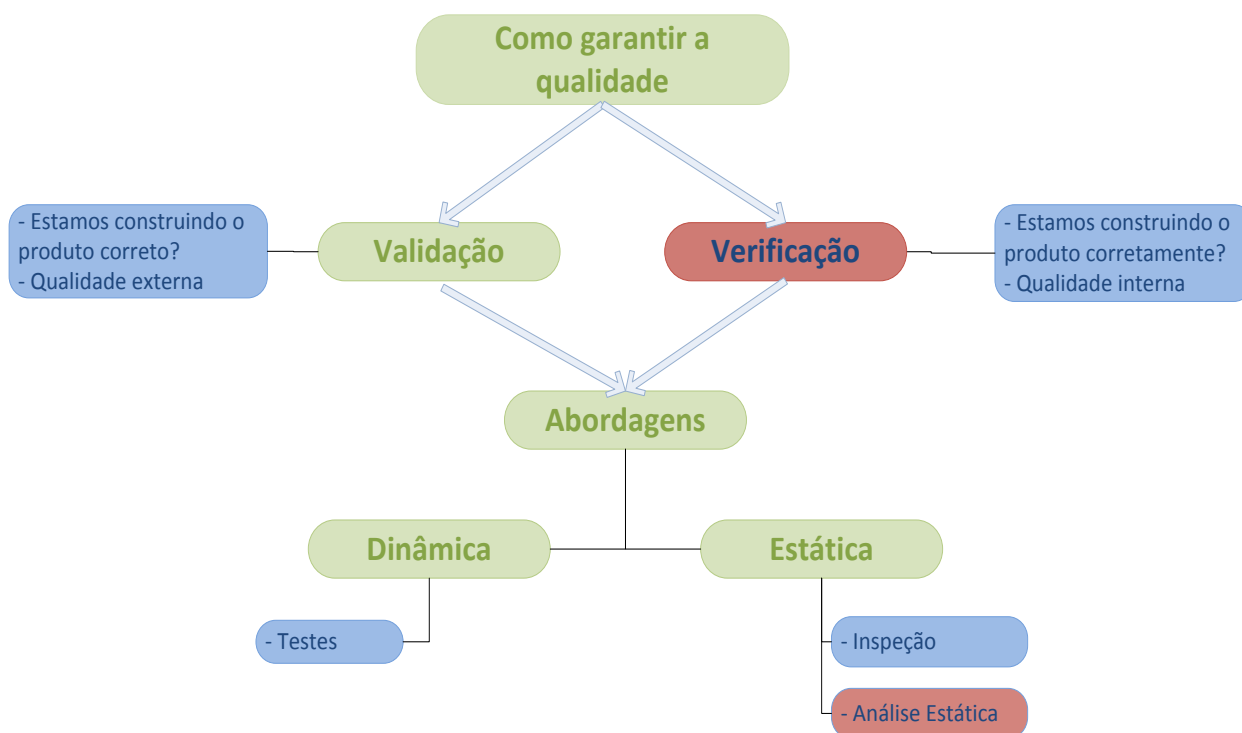 Como garantir a
qualidade
- Estamos construindo o
produto correto?
- Qualidade externa
Validação
Verificação
- Estamos construindo o
produto corretamente?
- Qualidade interna
Abordagens
Dinâmica
Estática
- Testes
- Inspeção
- Análise Estática